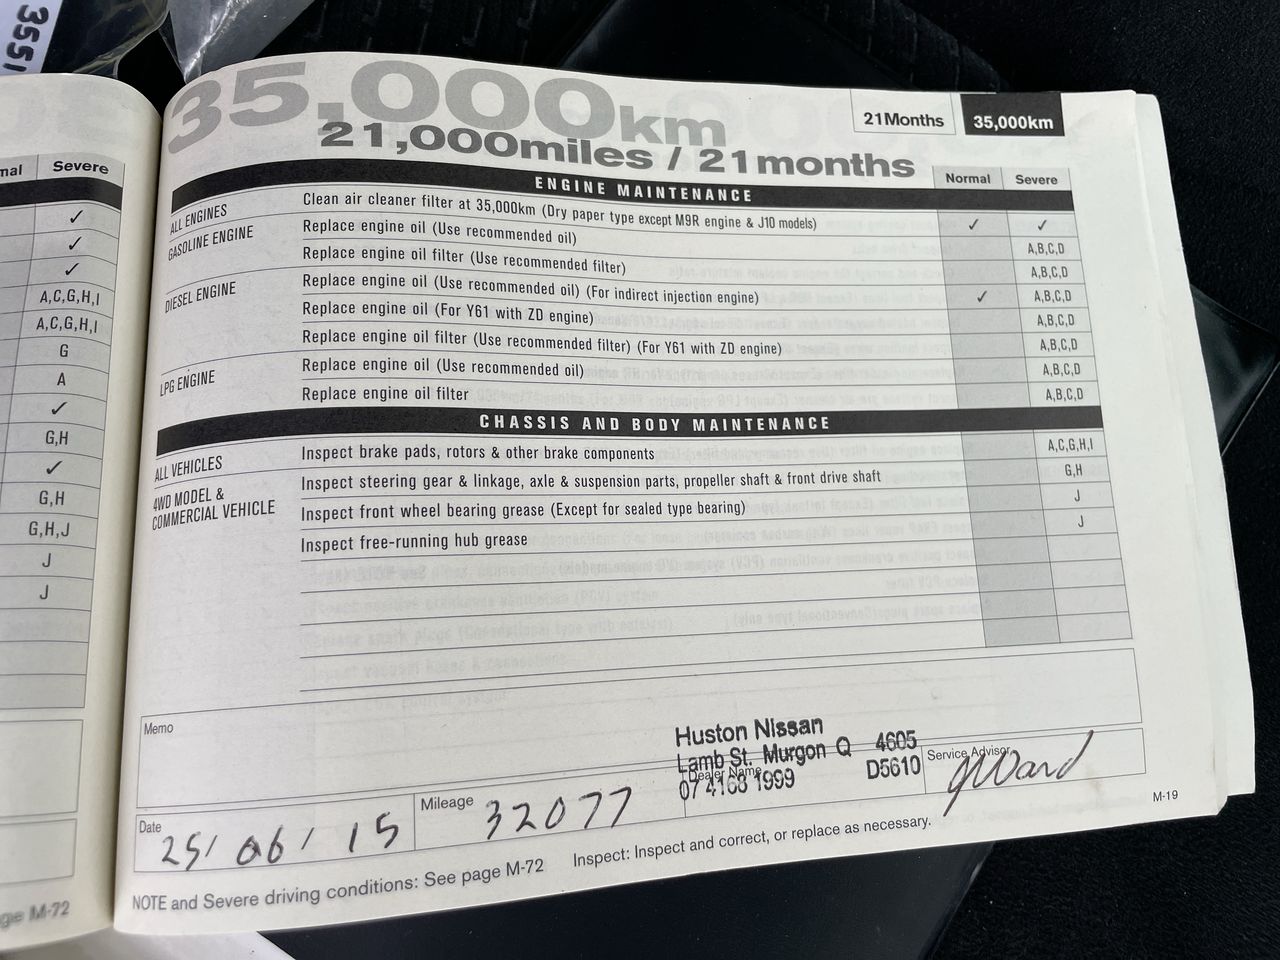 3551
nal Severe
✓
✓
✓
A,C,G,H,I
A,C,G,H,I
G
A
✓
G,H
✓
G,H
G,H,J
J
J
ge M-72
35,000km
21,000miles / 21months
21Months 35,000km
Normal Severe
ENGINE MAINTENANCE
ALL ENGINES Clean air cleaner filter at 35,000km (Dry paper type except M9R engine & J10 models) ✓ ✓
GASOLINE ENGINE Replace engine oil (Use recommended oil) A,B,C,D
Replace engine oil filter (Use recommended filter) A,B,C,D
DIESEL ENGINE Replace engine oil (Use recommended oil) (For indirect injection engine) ✓ A,B,C,D
Replace engine oil (For Y61 with ZD engine) A,B,C,D
Replace engine oil filter (Use recommended filter) (For Y61 with ZD engine) A,B,C,D
LPG ENGINE Replace engine oil (Use recommended oil) A,B,C,D
Replace engine oil filter A,B,C,D
CHASSIS AND BODY MAINTENANCE
ALL VEHICLES Inspect brake pads, rotors & other brake components A,C,G,H,I
4WD MODEL & COMMERCIAL VEHICLE Inspect steering gear & linkage, axle & suspension parts, propeller shaft & front drive shaft G,H
Inspect front wheel bearing grease (Except for sealed type bearing) J
Inspect free-running hub grease J
Memo
Huston Nissan
Lamb St. Murgon Q 4605
07 4168 1999 D5610
Dealer Name
Service Advisor
JWard
Date 25/06/15
Mileage 32077
NOTE and Severe driving conditions: See page M-72 Inspect: Inspect and correct, or replace as necessary.
M-19